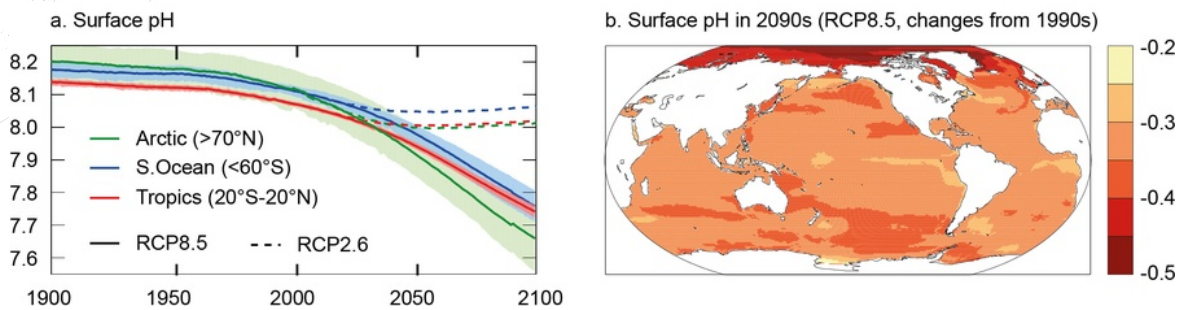 a. Surface pH
8.2
8.1
8.0
7.9
7.8
7.7
7.6
Arctic (>70°N)
S.Ocean (<60°S)
Tropics (20°S-20°N)
RCP8.5
RCP2.6
1900
1950
2000
2050
2100
b. Surface pH in 2090s (RCP8.5, changes from 1990s)
-0.2
-0.3
-0.4
-0.5